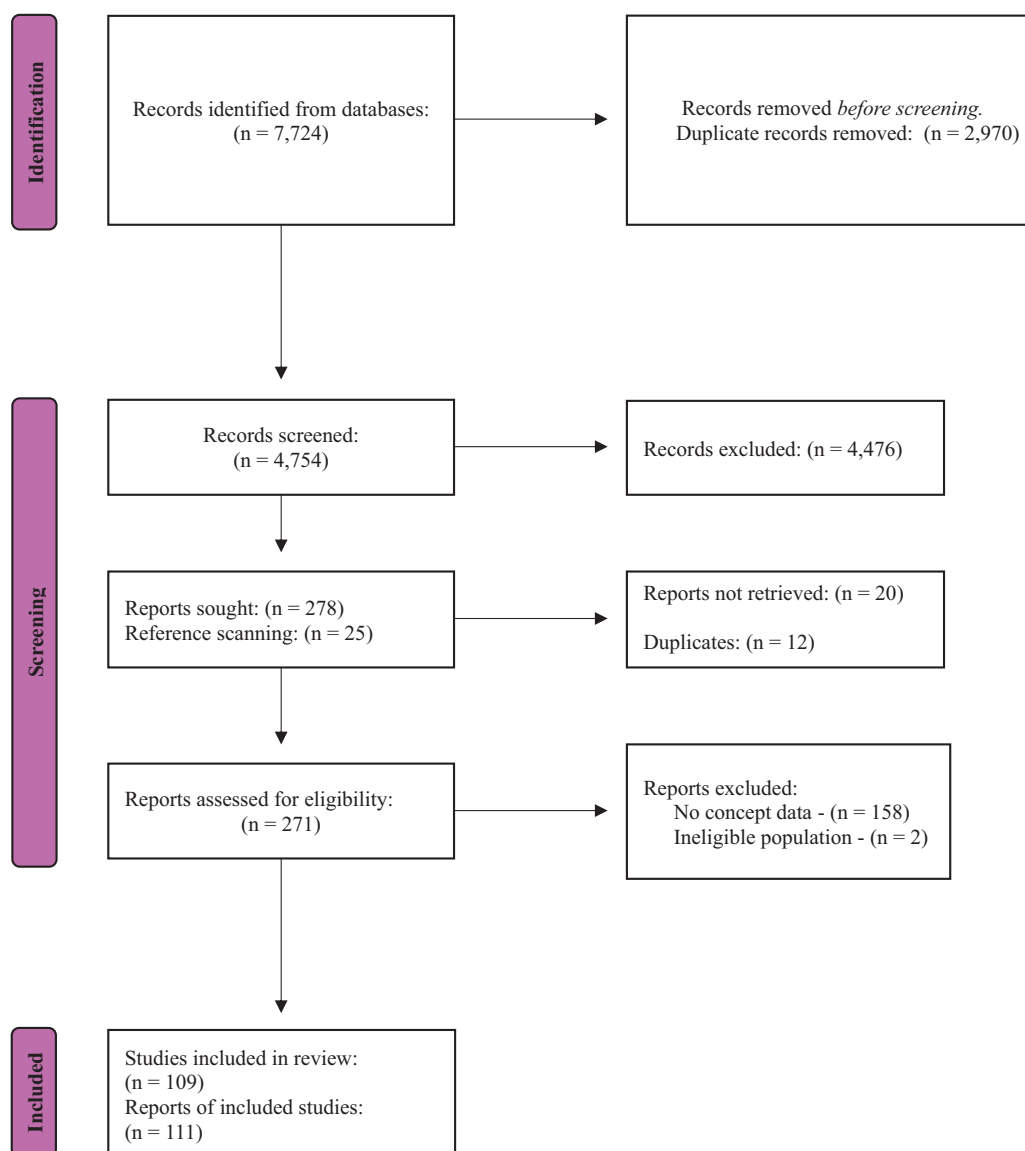 Identification
Records identified from databases:
(n = 7,724)
Records removed before screening.
Duplicate records removed: (n = 2,970)
Screening
Records screened:
(n = 4,754)
Records excluded: (n = 4,476)
Reports sought: (n = 278)
Reference scanning: (n = 25)
Reports not retrieved: (n = 20)
Duplicates: (n = 12)
Reports assessed for eligibility:
(n = 271)
Reports excluded:
No concept data - (n = 158)
Ineligible population - (n = 2)
Included
Studies included in review:
(n = 109)
Reports of included studies:
(n = 111)